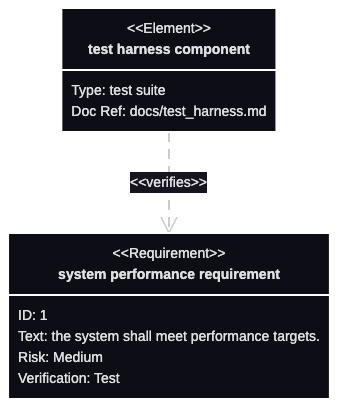 <<Element>>
test harness component
Type: test suite
Doc Ref: docs/test_harness.md
<<verifies>>
<<Requirement>>
system performance requirement
ID: 1
Text: the system shall meet performance targets.
Risk: Medium
Verification: Test